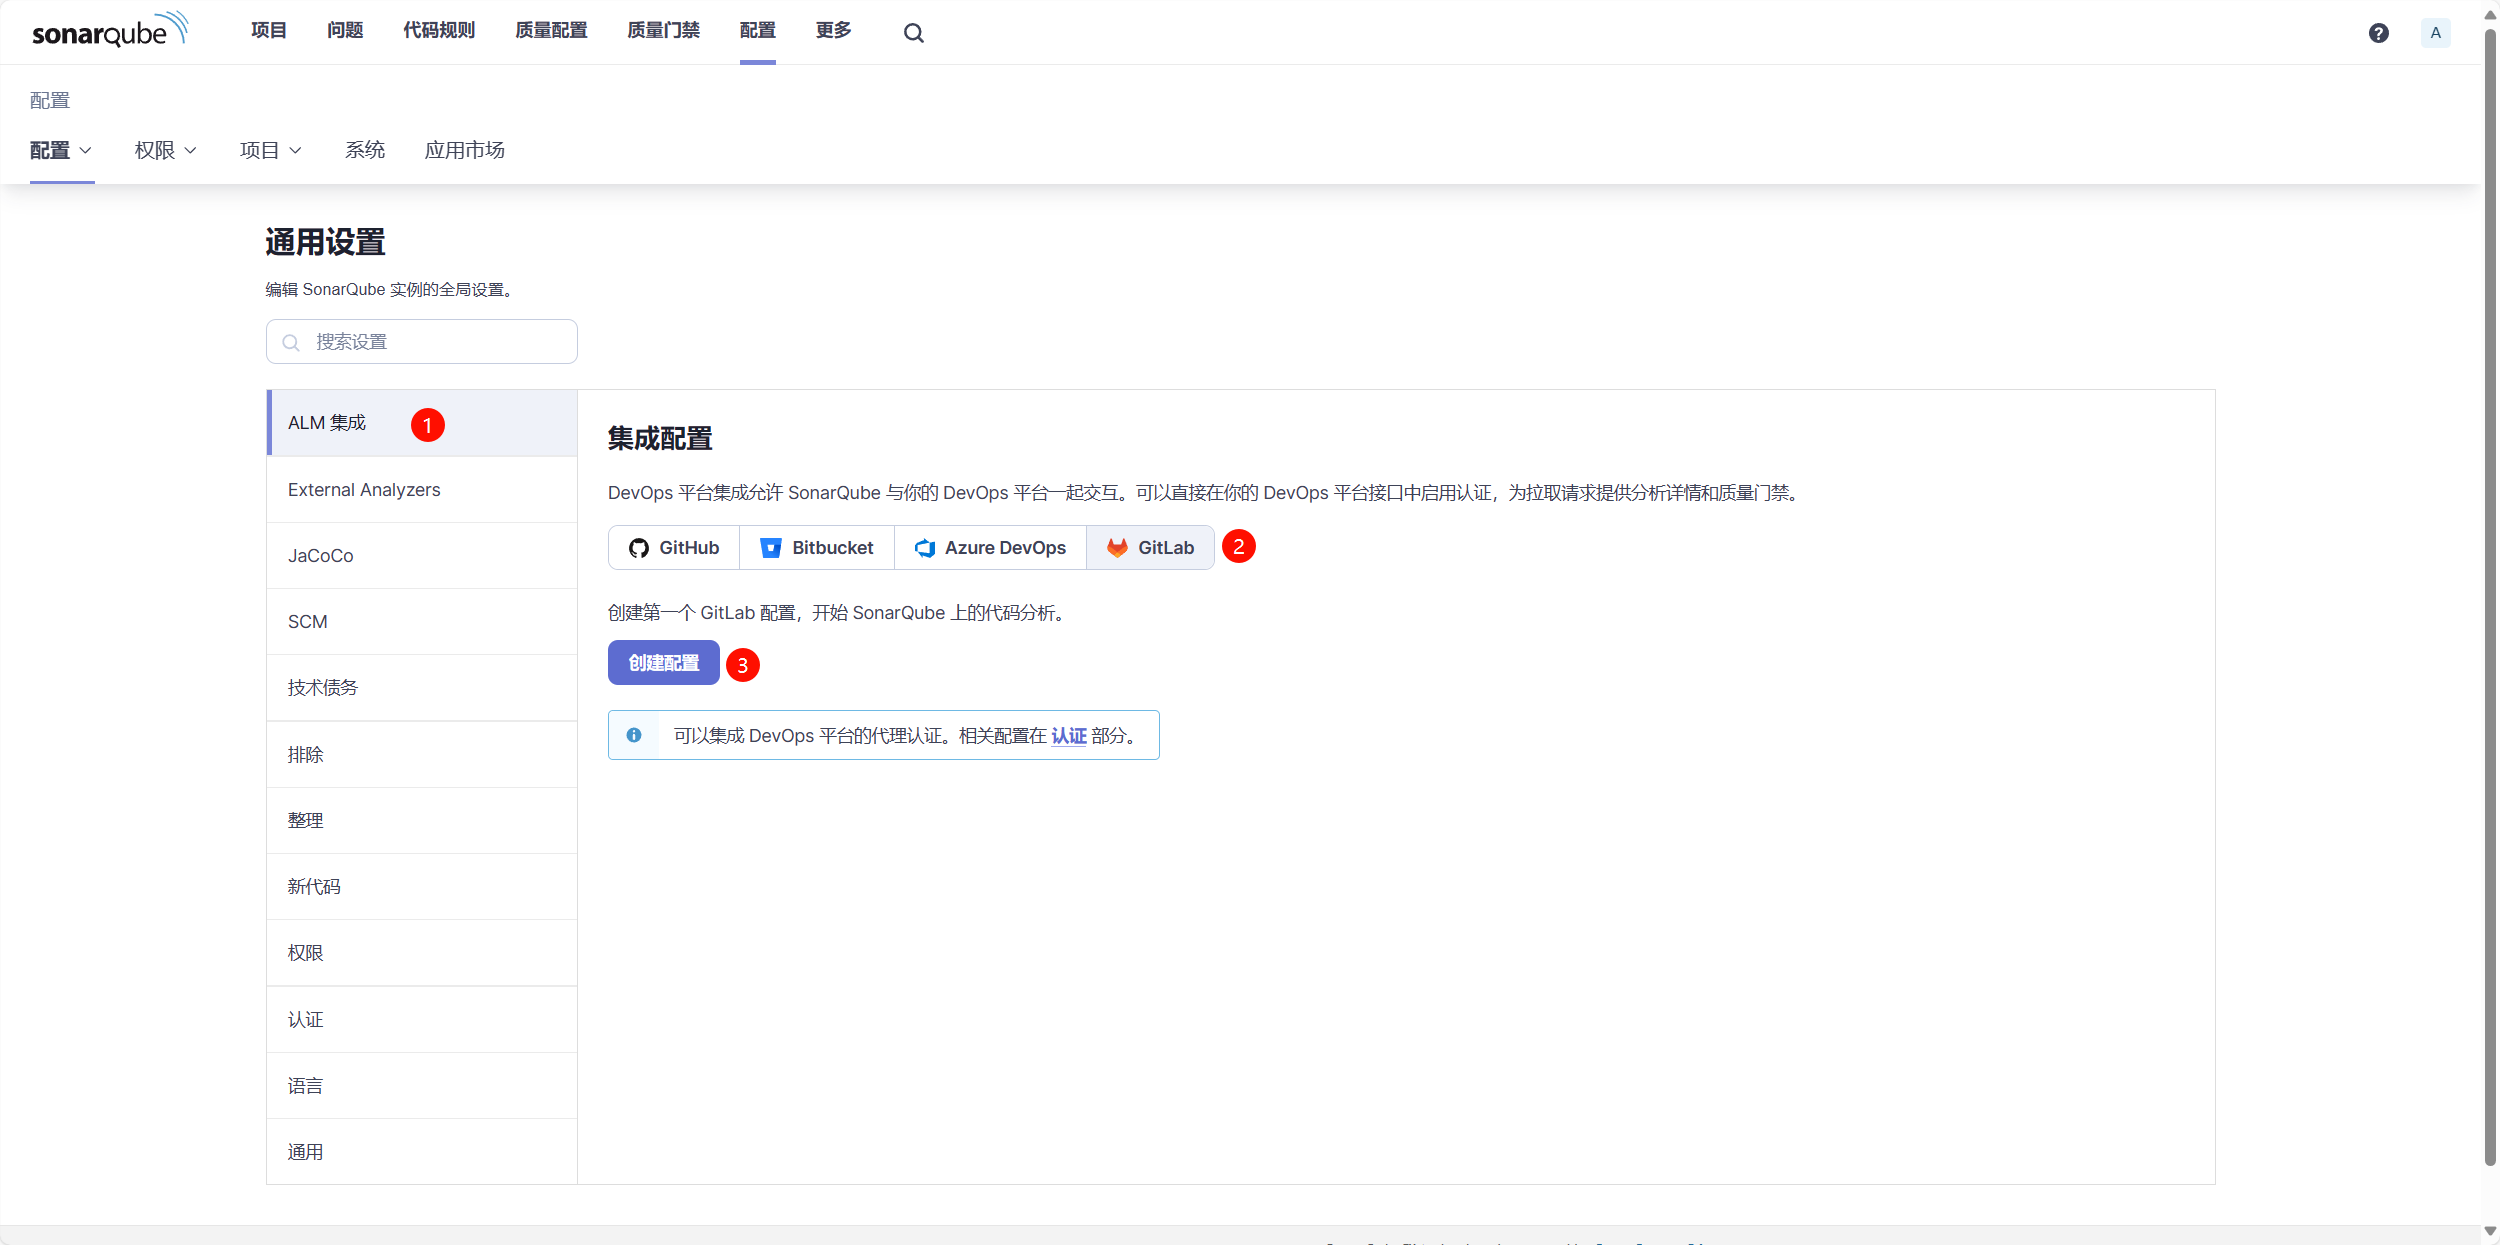 sonarqube 项目 问题 代码规则 质量配置 质量门禁 配置 更多 ? A
配置
配置 权限 项目 系统 应用市场
通用设置
编辑 SonarQube 实例的全局设置。
搜索设置
ALM 集成 1
External Analyzers
JaCoCo
SCM
技术债务
排除
整理
新代码
权限
认证
语言
通用
集成配置
DevOps 平台集成允许 SonarQube 与你的 DevOps 平台一起交互。可以直接在你的 DevOps 平台接口中启用认证，为拉取请求提供分析详情和质量门禁。
GitHub Bitbucket Azure DevOps GitLab 2
创建第一个 GitLab 配置，开始 SonarQube 上的代码分析。
创建配置 3
可以集成 DevOps 平台的代理认证。相关配置在 认证 部分。